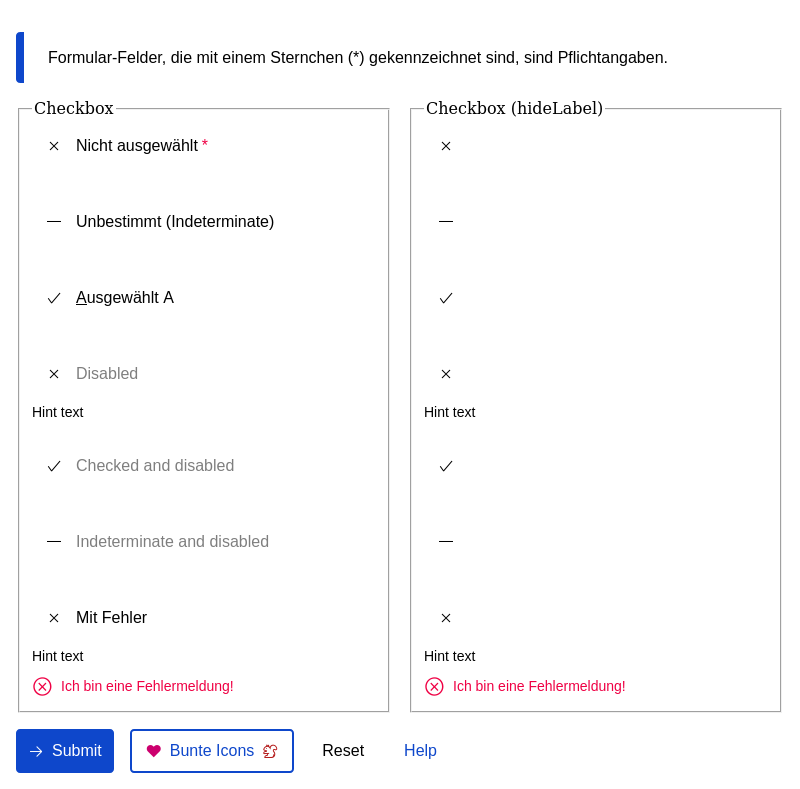 Formular-Felder, die mit einem Sternchen (*) gekennzeichnet sind, sind Pflichtangaben.
Checkbox
Nicht ausgewählt *
Unbestimmt (Indeterminate)
Ausgewählt A
Disabled
Hint text
Checked and disabled
Indeterminate and disabled
Mit Fehler
Hint text
Ich bin eine Fehlermeldung!
Checkbox (hideLabel)
Hint text
Hint text
Ich bin eine Fehlermeldung!
Submit
Bunte Icons
Reset
Help